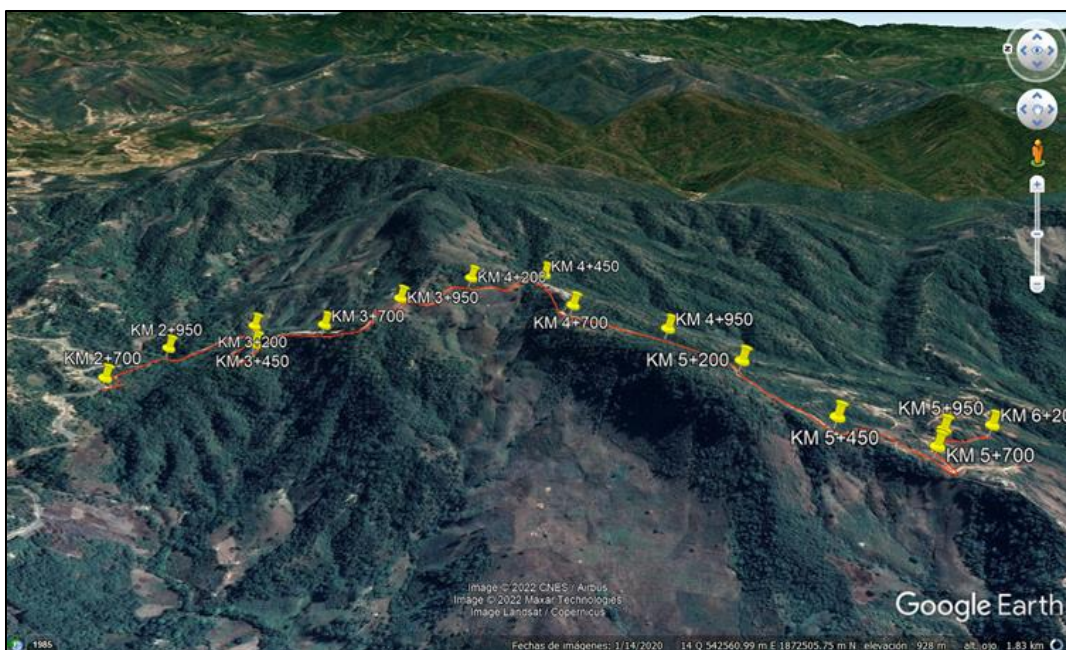 KM 4+450
KM 4+200
KM 3+950
KM 3+700
KM 4+700
KM 4+950
KM 2+950
KM 3+200
KM 2+700
KM 3+450
KM 5+200
KM 5+950
KM 6+20
KM 5+450
KM 5+700
Image © 2022 CNES / Airbus
Image © 2022 Maxar Technologies
Image Landsat / Copernicus
Google Earth
1985
Fechas de imágenes: 1/14/2020 14 Q 542560.99 m E 1872505.75 m N elevación 928 m alt. ojo 1.83 km